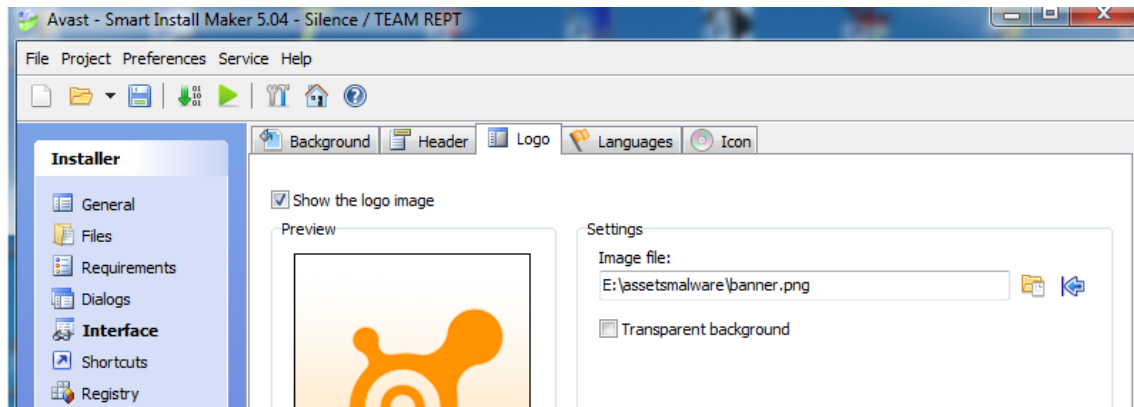 Avast - Smart Install Maker 5.04 - Silence / TEAM REPT
File Project Preferences Service Help
Background Header Logo Languages Icon
Installer
General
Files
Requirements
Dialogs
Interface
Shortcuts
Registry
Show the logo image
Preview
Settings
Image file:
E:\assetsmalware\banner.png
Transparent background